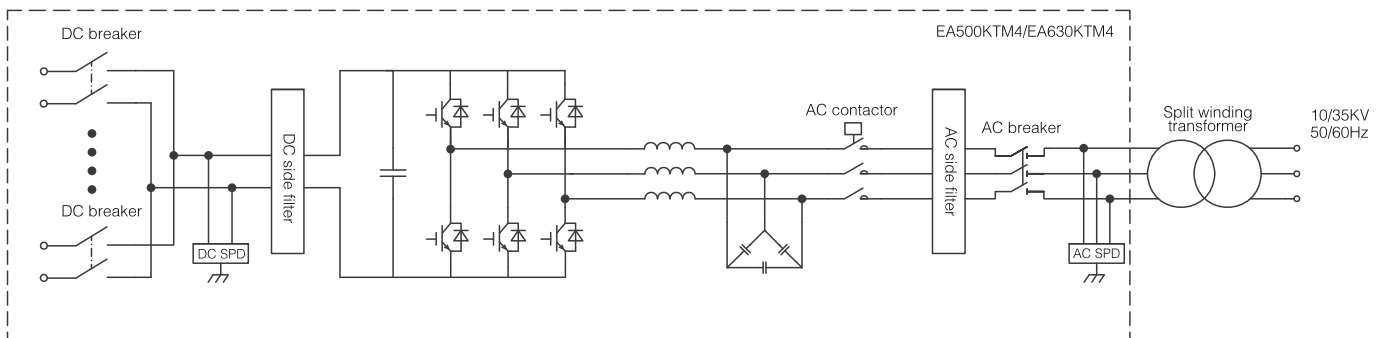 DC breaker
EA500KTM4/EA630KTM4
DC side filter
AC contactor
AC side filter
AC breaker
Split winding
transformer
10/35KV
50/60Hz
DC breaker
DC SPD
AC SPD